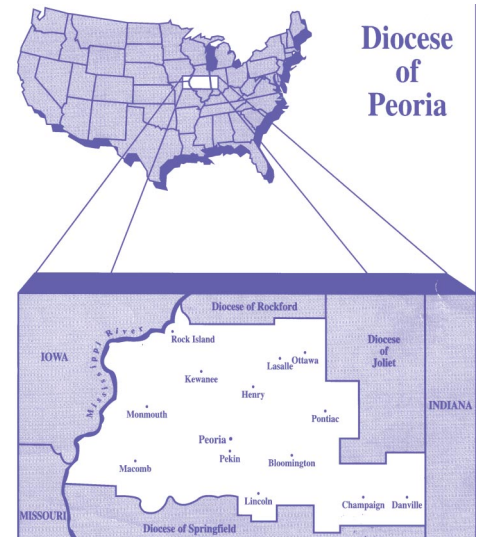 Diocese
of
Peoria
Diocese of Rockford
Mississippi River
Rock Island
IOWA
Diocese
of
Joliet
Lasalle
Ottawa
Kewanee
Henry
INDIANA
Monmouth
Pontiac
Peoria
Pekin
Bloomington
Macomb
Lincoln
Champaign
Danville
MISSOURI
Diocese of Springfield